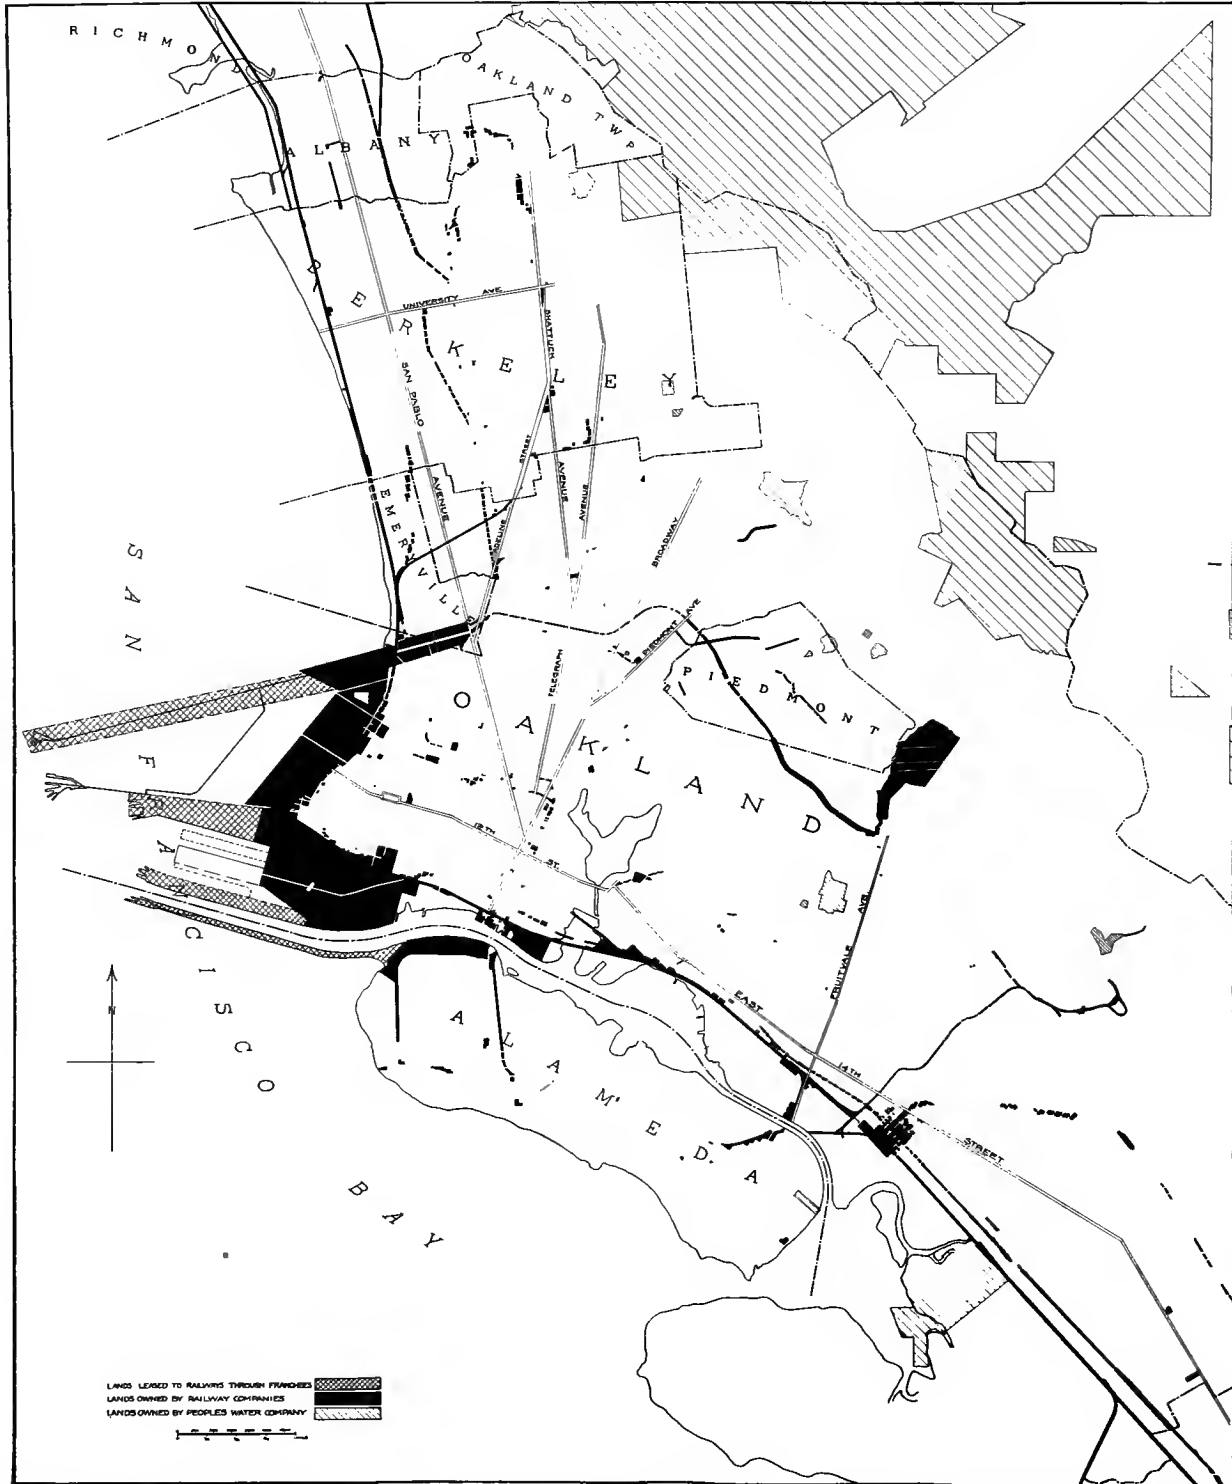 RICHMOND
OAKLAND TWP.
ALBANY
BERKELEY
UNIVERSITY AVE
SHATTUCK
SAN PABLO
AVENUE
STREET
ADELINE
AVENUE
AVENUE
BROADWAY
EMERYVILLE
SAN FRANCISCO BAY
PIEDMONT AVE
TELEGRAPH
PIEDMONT
OAKLAND
12TH ST.
FRUITVALE AVE
EAST 14TH STREET
ALAMEDA
LANDS LEASED TO RAILWAYS THROUGH FRANCHISES
LANDS OWNED BY RAILWAY COMPANIES
LANDS OWNED BY PEOPLES WATER COMPANY